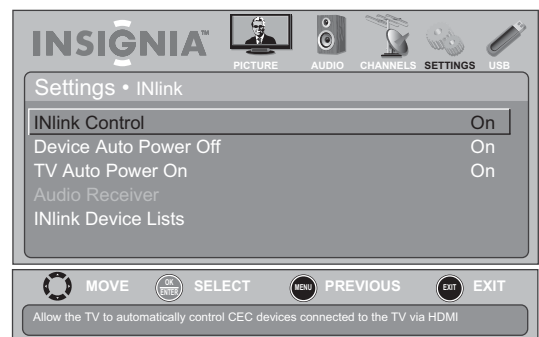 INSIGNIA™
PICTURE AUDIO CHANNELS SETTINGS USB
Settings • INlink
INlink Control On
Device Auto Power Off On
TV Auto Power On On
Audio Receiver
INlink Device Lists
MOVE OK ENTER SELECT MENU PREVIOUS EXIT EXIT
Allow the TV to automatically control CEC devices connected to the TV via HDMI